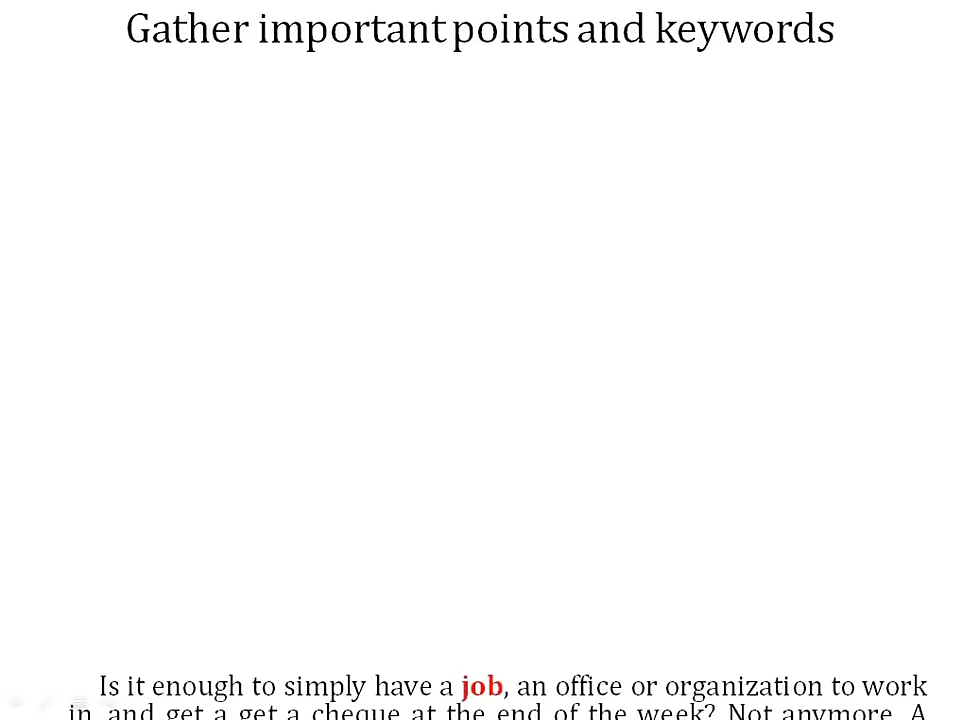 Gather important points and keywords
Is it enough to simply have a job, an office or organization to work
in, and get a get a cheque at the end of the week? Not anymore. A